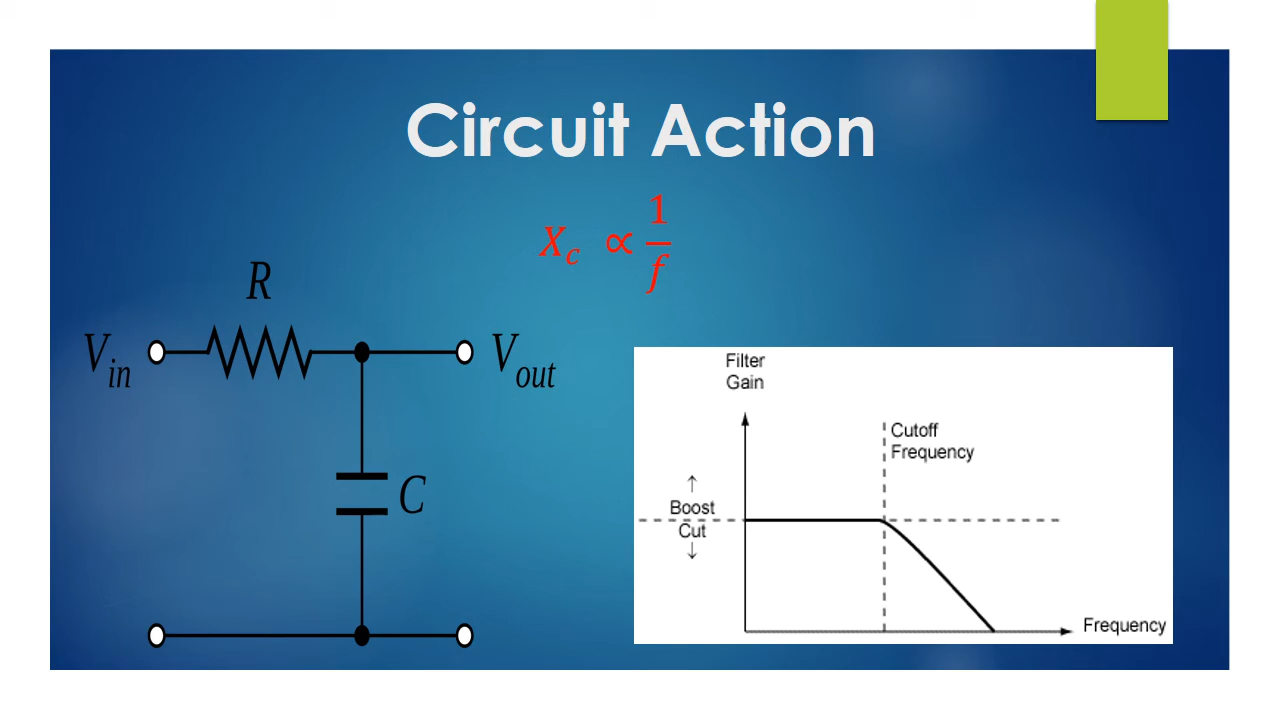 Circuit Action
X_c ∝ 1/f
R
V_in
V_out
C
Filter
Gain
Cutoff
Frequency
↑
Boost
Cut
↓
Frequency